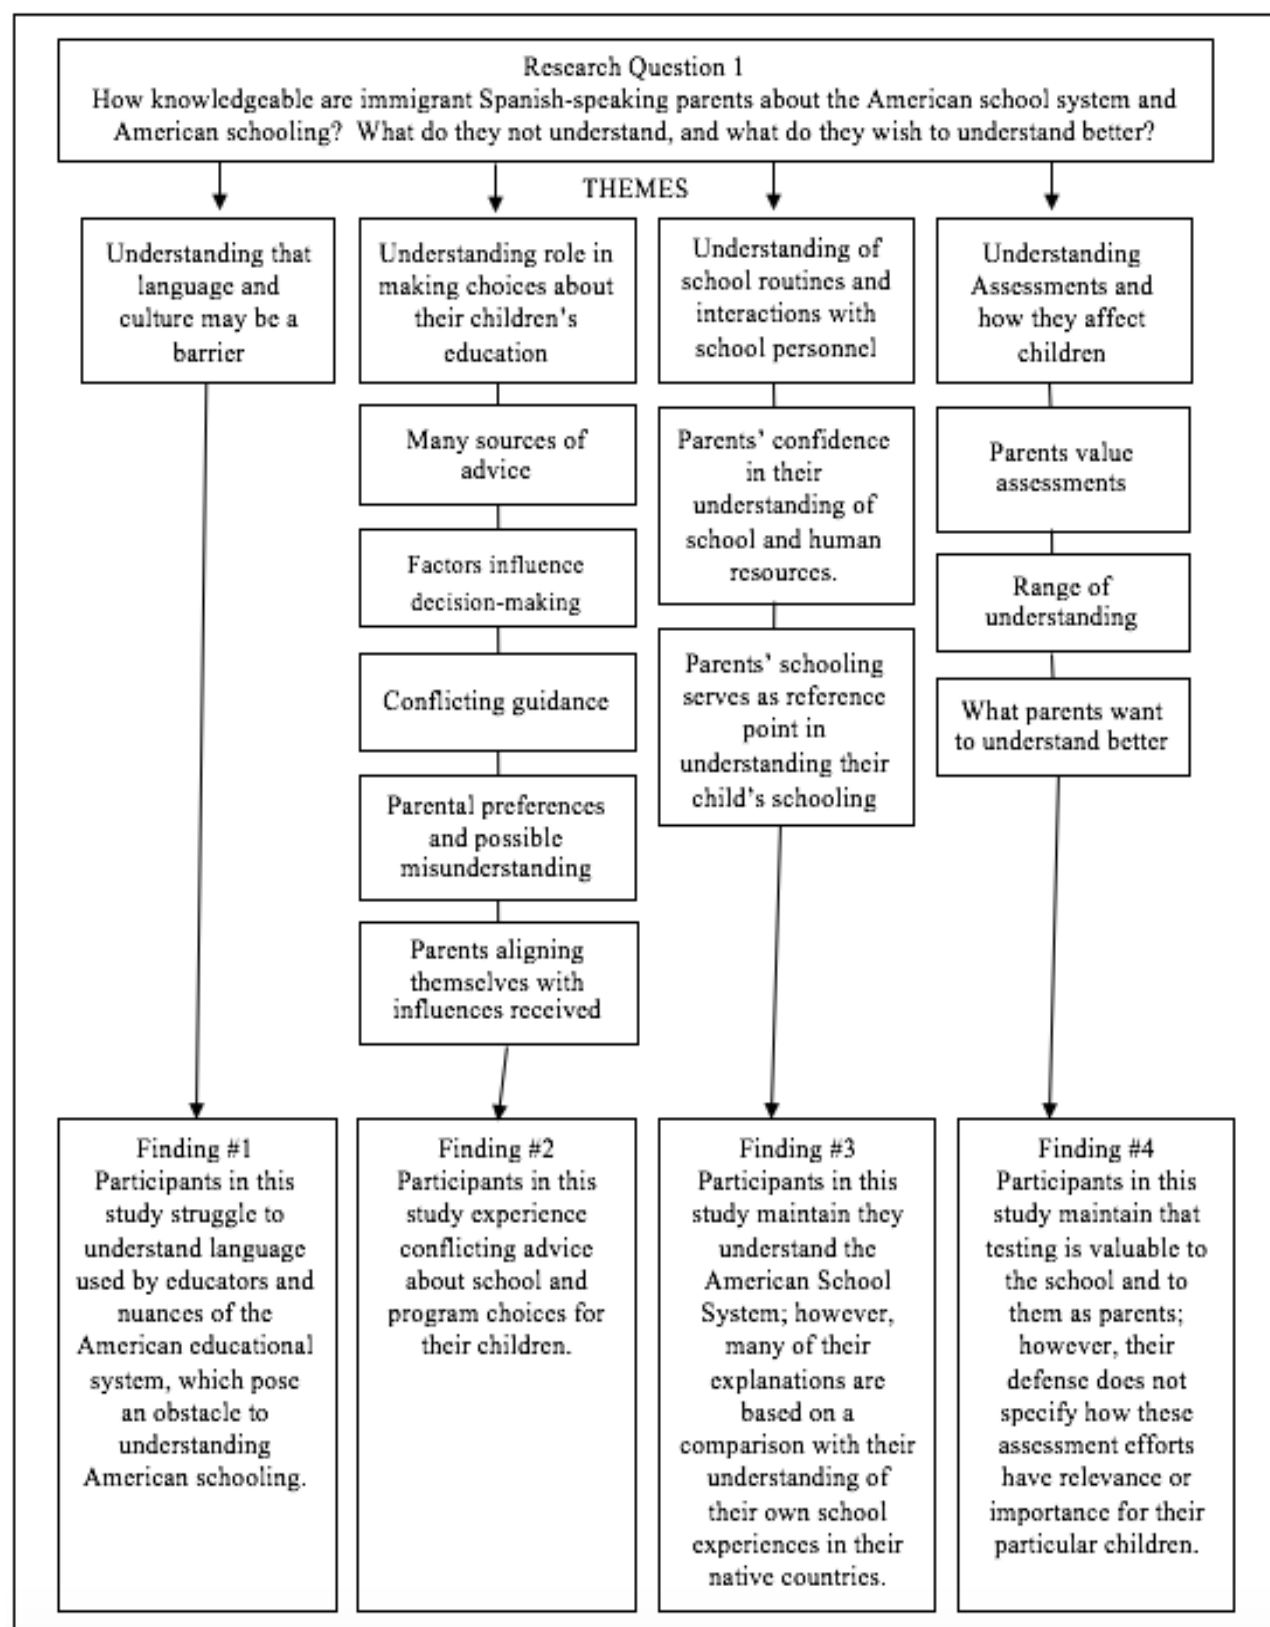 Research Question 1
How knowledgeable are immigrant Spanish-speaking parents about the American school system and
American schooling?  What do they not understand, and what do they wish to understand better?
THEMES
Understanding that
language and
culture may be a
barrier
Understanding role in
making choices about
their children's
education
Many sources of
advice
Factors influence
decision-making
Conflicting guidance
Parental preferences
and possible
misunderstanding
Parents aligning
themselves with
influences received
Understanding of
school routines and
interactions with
school personnel
Parents' confidence
in their
understanding of
school and human
resources.
Parents' schooling
serves as reference
point in
understanding their
child's schooling
Understanding
Assessments and
how they affect
children
Parents value
assessments
Range of
understanding
What parents want
to understand better
Finding #1
Participants in this
study struggle to
understand language
used by educators and
nuances of the
American educational
system, which pose
an obstacle to
understanding
American schooling.
Finding #2
Participants in this
study experience
conflicting advice
about school and
program choices for
their children.
Finding #3
Participants in this
study maintain they
understand the
American School
System; however,
many of their
explanations are
based on a
comparison with their
understanding of
their own school
experiences in their
native countries.
Finding #4
Participants in this
study maintain that
testing is valuable to
the school and to
them as parents;
however, their
defense does not
specify how these
assessment efforts
have relevance or
importance for their
particular children.